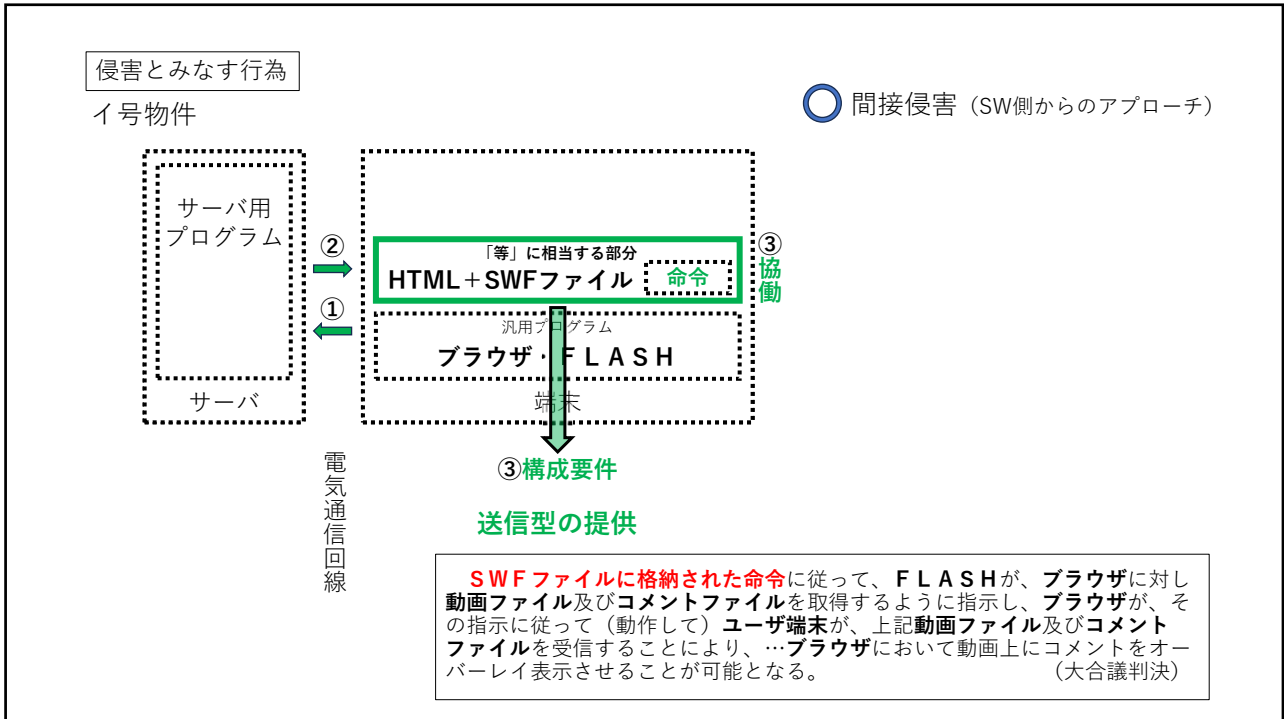 侵害とみなす行為
イ号物件
間接侵害（SW側からのアプローチ）
サーバ用
プログラム
サーバ
②
①
電気通信回線
「等」に相当する部分
HTML＋SWFファイル
命令
③協働
汎用プログラム
ブラウザ・ＦＬＡＳＨ
端末
③構成要件
送信型の提供
ＳＷＦファイルに格納された命令に従って、ＦＬＡＳＨが、ブラウザに対し
動画ファイル及びコメントファイルを取得するように指示し、ブラウザが、そ
の指示に従って（動作して）ユーザ端末が、上記動画ファイル及びコメント
ファイルを受信することにより、…ブラウザにおいて動画上にコメントをオー
バーレイ表示させることが可能となる。　　　　　　　　　（大合議判決）